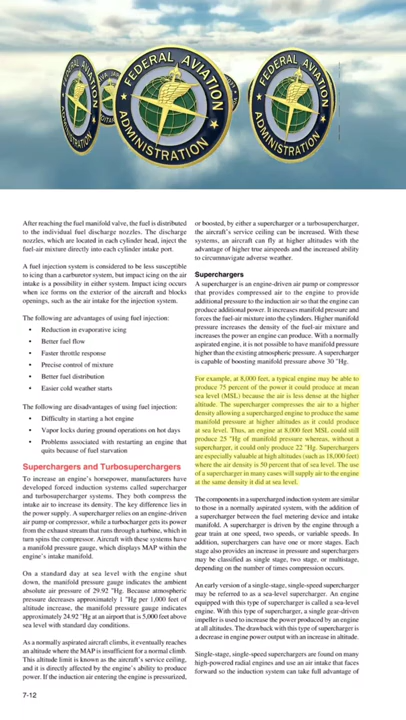 FEDERAL AVIATION
ADMINISTRATION
FEDERAL AVIATION
ADMINISTRATION
After reaching the fuel manifold valve, the fuel is distributed
to the individual fuel discharge nozzles. The discharge
nozzles, which are located in each cylinder head, inject the
fuel-air mixture directly into each cylinder intake port.
A fuel injection system is considered to be less susceptible
to icing than a carburetor system, but impact icing on the air
intake is a possibility in either system. Impact icing occurs
when ice forms on the exterior of the aircraft and blocks
openings, such as the air intake for the injection system.
The following are advantages of using fuel injection:
• Reduction in evaporative icing
• Better fuel flow
• Faster throttle response
• Precise control of mixture
• Better fuel distribution
• Easier cold weather starts
The following are disadvantages of using fuel injection:
• Difficulty in starting a hot engine
• Vapor locks during ground operations on hot days
• Problems associated with restarting an engine that
quits because of fuel starvation
Superchargers and Turbosuperchargers
To increase an engine's horsepower, manufacturers have
developed forced induction systems called supercharger
and turbosupercharger systems. They both compress the
intake air to increase its density. The key difference lies in
the power supply. A supercharger relies on an engine-driven
air pump or compressor, while a turbocharger gets its power
from the exhaust stream that runs through a turbine, which in
turn spins the compressor. Aircraft with these systems have
a manifold pressure gauge, which displays MAP within the
engine's intake manifold.
On a standard day at sea level with the engine shut
down, the manifold pressure gauge indicates the ambient
absolute air pressure of 29.92 "Hg. Because atmospheric
pressure decreases approximately 1 "Hg per 1,000 feet of
altitude increase, the manifold pressure gauge indicates
approximately 24.92 "Hg at an airport that is 5,000 feet above
sea level with standard day conditions.
As a normally aspirated aircraft climbs, it eventually reaches
an altitude where the MAP is insufficient for a normal climb.
This altitude limit is known as the aircraft's service ceiling,
and it is directly affected by the engine's ability to produce
power. If the induction air entering the engine is pressurized,
7-12
or boosted, by either a supercharger or a turbosupercharger,
the aircraft's service ceiling can be increased. With these
systems, an aircraft can fly at higher altitudes with the
advantage of higher true airspeeds and the increased ability
to circumnavigate adverse weather.
Superchargers
A supercharger is an engine-driven air pump or compressor
that provides compressed air to the engine to provide
additional pressure to the induction air so that the engine can
produce additional power. It increases manifold pressure and
forces the fuel-air mixture into the cylinders. Higher manifold
pressure increases the density of the fuel-air mixture and
increases the power an engine can produce. With a normally
aspirated engine, it is not possible to have manifold pressure
higher than the existing atmospheric pressure. A supercharger
is capable of boosting manifold pressure above 30 "Hg.
For example, at 8,000 feet, a typical engine may be able to
produce 75 percent of the power it could produce at mean
sea level (MSL) because the air is less dense at the higher
altitude. The supercharger compresses the air to a higher
density allowing a supercharged engine to produce the same
manifold pressure at higher altitudes as it could produce
at sea level. Thus, an engine at 8,000 feet MSL could still
produce 25 "Hg of manifold pressure whereas, without a
supercharger, it could only produce 22 "Hg. Superchargers
are especially valuable at high altitudes (such as 18,000 feet)
where the air density is 50 percent that of sea level. The use
of a supercharger in many cases will supply air to the engine
at the same density it did at sea level.
The components in a supercharged induction system are similar
to those in a normally aspirated system, with the addition of
a supercharger between the fuel metering device and intake
manifold. A supercharger is driven by the engine through a
gear train at one speed, two speeds, or variable speeds. In
addition, superchargers can have one or more stages. Each
stage also provides an increase in pressure and superchargers
may be classified as single stage, two stage, or multistage,
depending on the number of times compression occurs.
An early version of a single-stage, single-speed supercharger
may be referred to as a sea-level supercharger. An engine
equipped with this type of supercharger is called a sea-level
engine. With this type of supercharger, a single gear-driven
impeller is used to increase the power produced by an engine
at all altitudes. The drawback with this type of supercharger is
a decrease in engine power output with an increase in altitude.
Single-stage, single-speed superchargers are found on many
high-powered radial engines and use an air intake that faces
forward so the induction system can take full advantage of